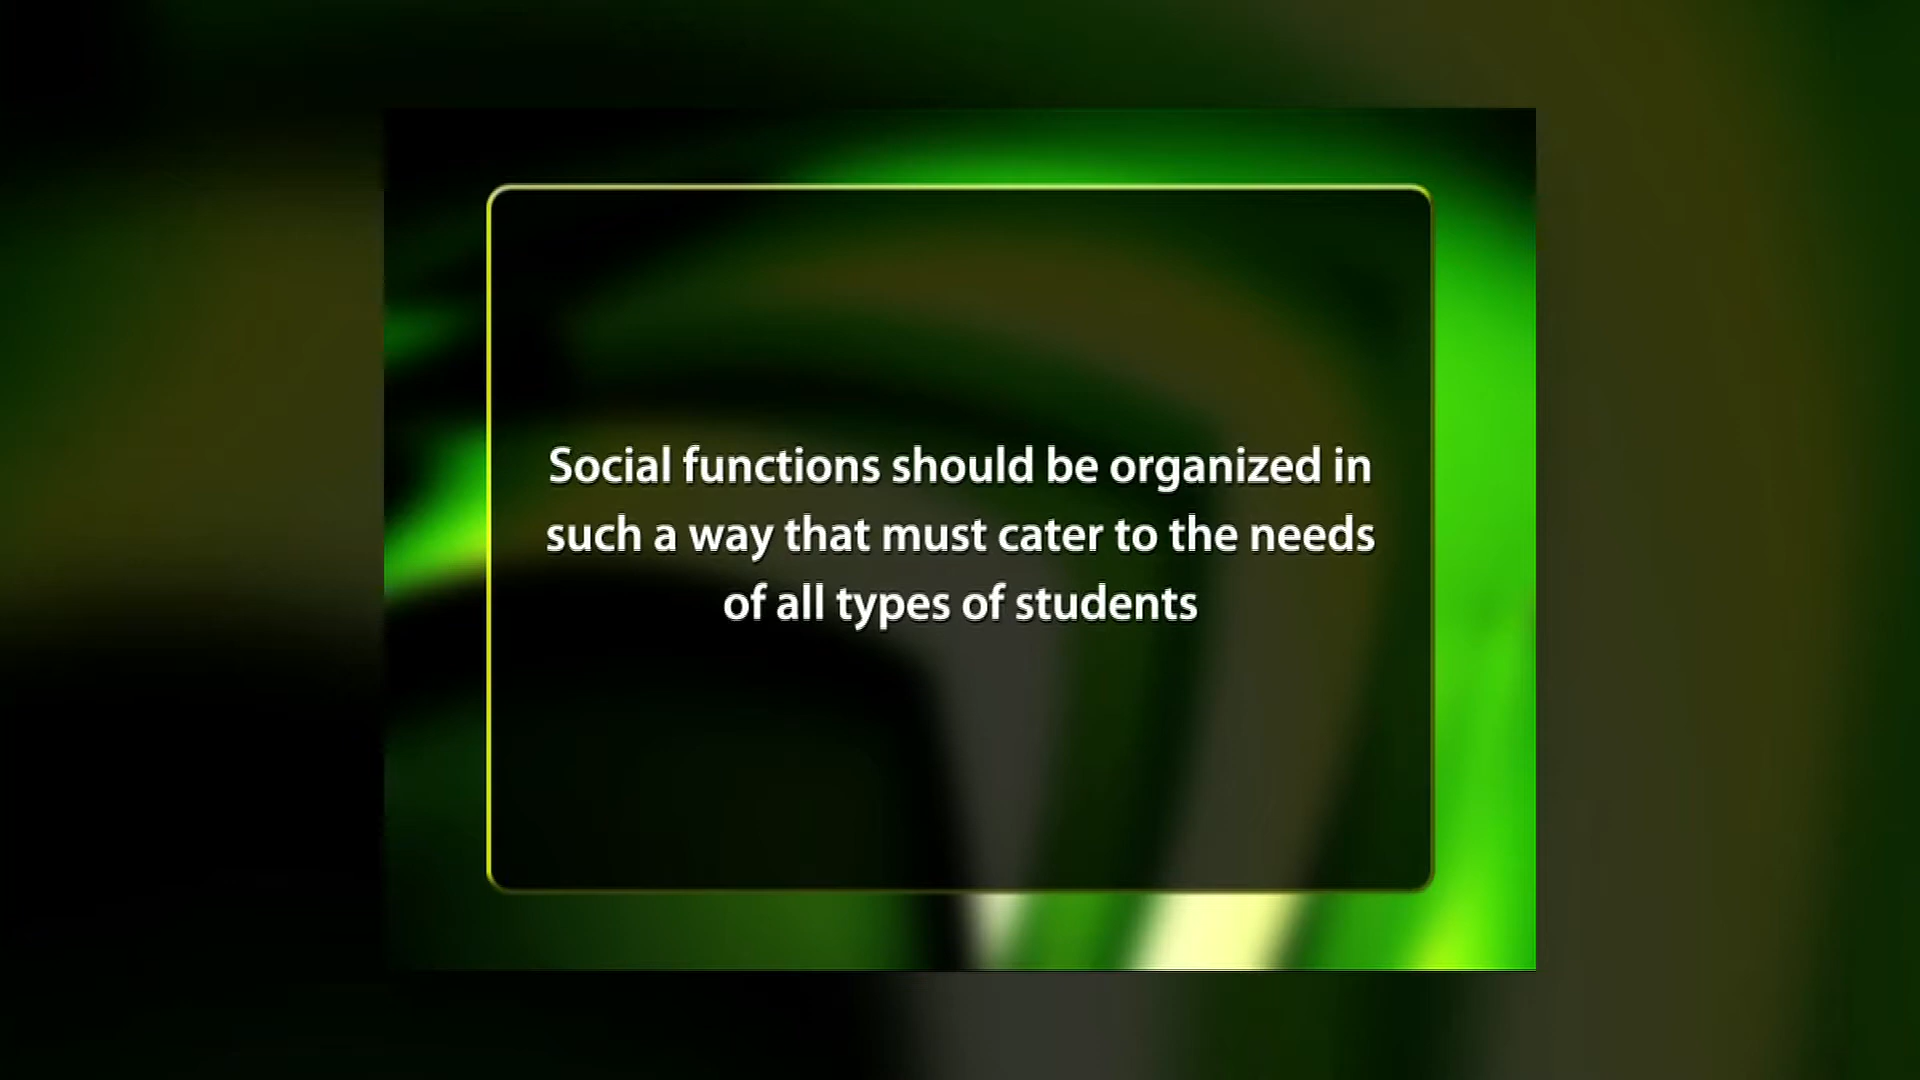 Social functions should be organized in
such a way that must cater to the needs
of all types of students